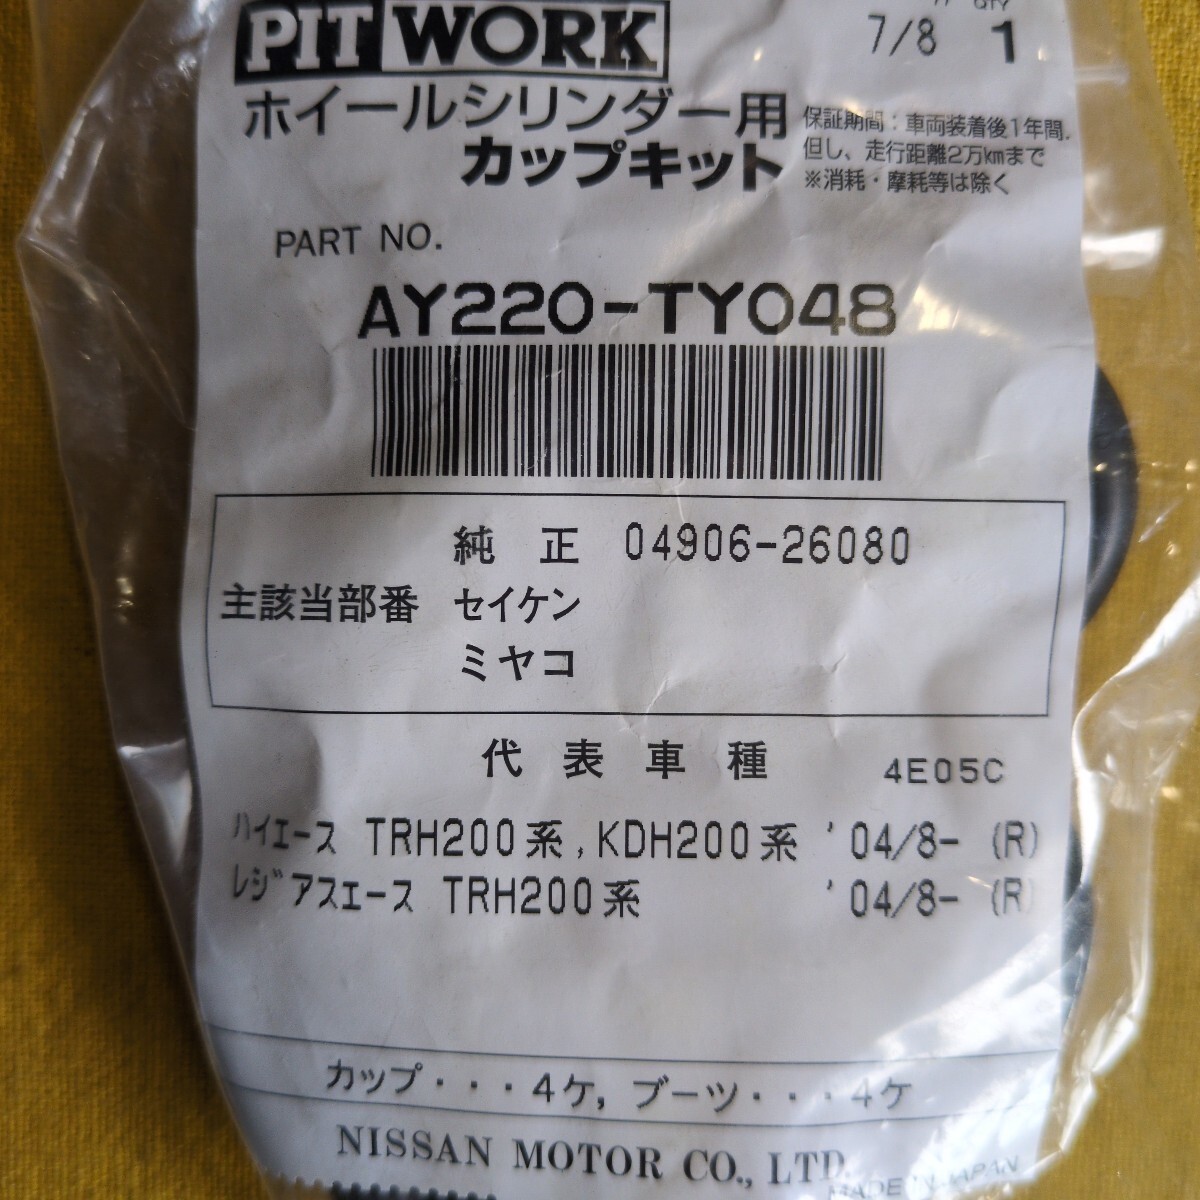 PIT WORK
QTY
7/8 1
ホイールシリンダー用
カップキット
保証期間：車両装着後1年間.
但し、走行距離2万kmまで
※消耗・摩耗等は除く
PART NO.
AY220-TY048
純 正 04906-26080
主該当部番 セイケン
ミヤコ
代 表 車 種 4E05C
ﾊｲｴｰｽ TRH200系,KDH200系 '04/8- (R)
ﾚｼﾞｱｽｴｰｽ TRH200系 '04/8- (R)
カップ・・・4ケ, ブーツ・・・4ケ
NISSAN MOTOR CO., LTD.
MADE IN JAPAN